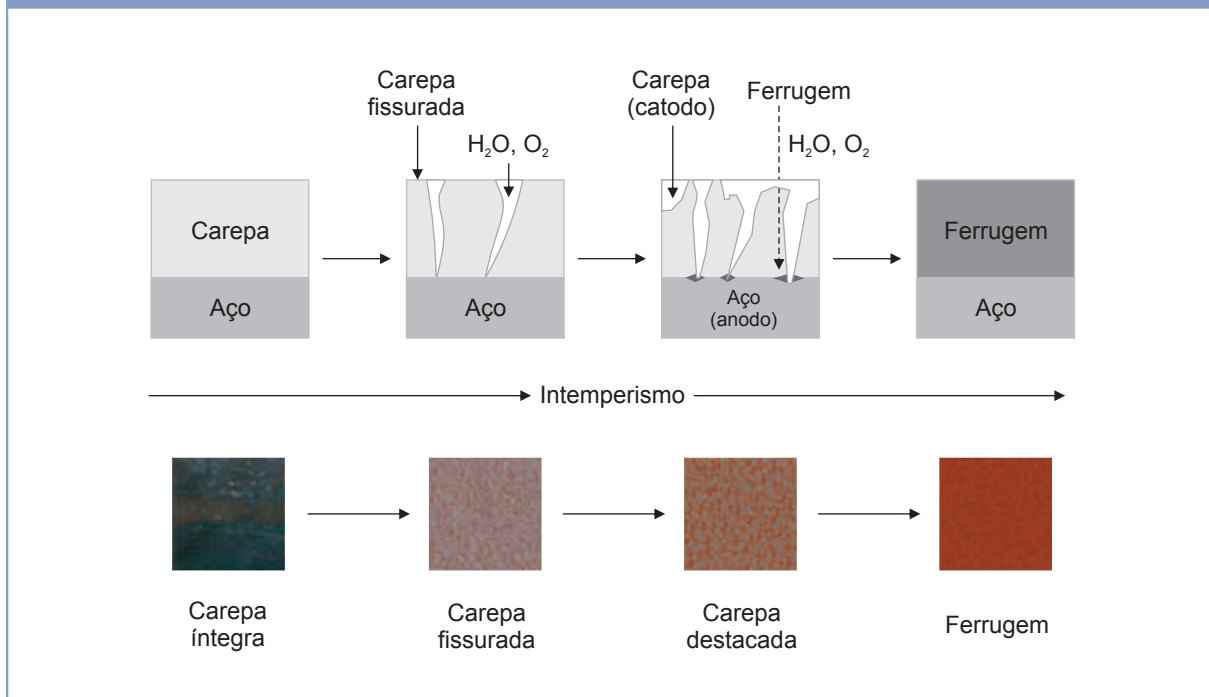 Carepa
fissurada
H₂O, O₂
Carepa
(catodo)
Ferrugem
H₂O, O₂
Carepa
Aço
Aço
Aço
(anodo)
Ferrugem
Aço
Intemperismo
Carepa
íntegra
Carepa
fissurada
Carepa
destacada
Ferrugem